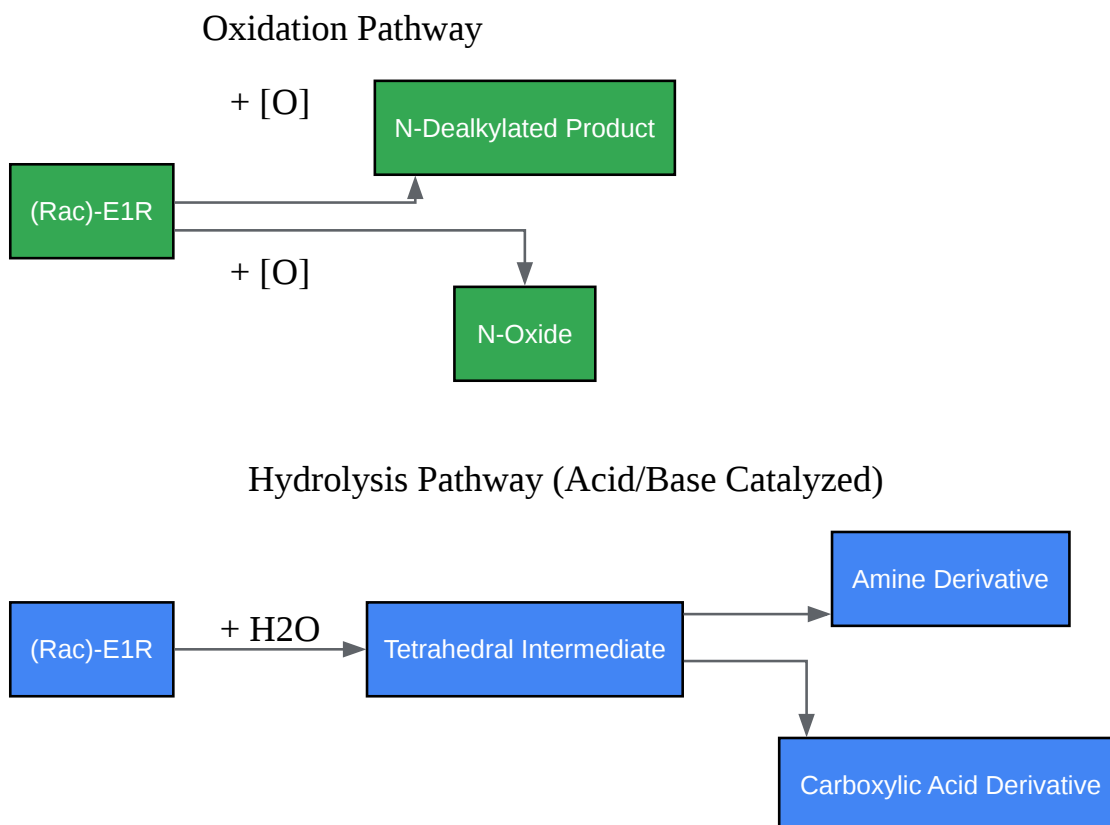 Oxidation Pathway
+ [O]
N-Dealkylated Product
(Rac)-E1R
+ [O]
N-Oxide
Hydrolysis Pathway (Acid/Base Catalyzed)
Amine Derivative
(Rac)-E1R
+ H2O
Tetrahedral Intermediate
Carboxylic Acid Derivative